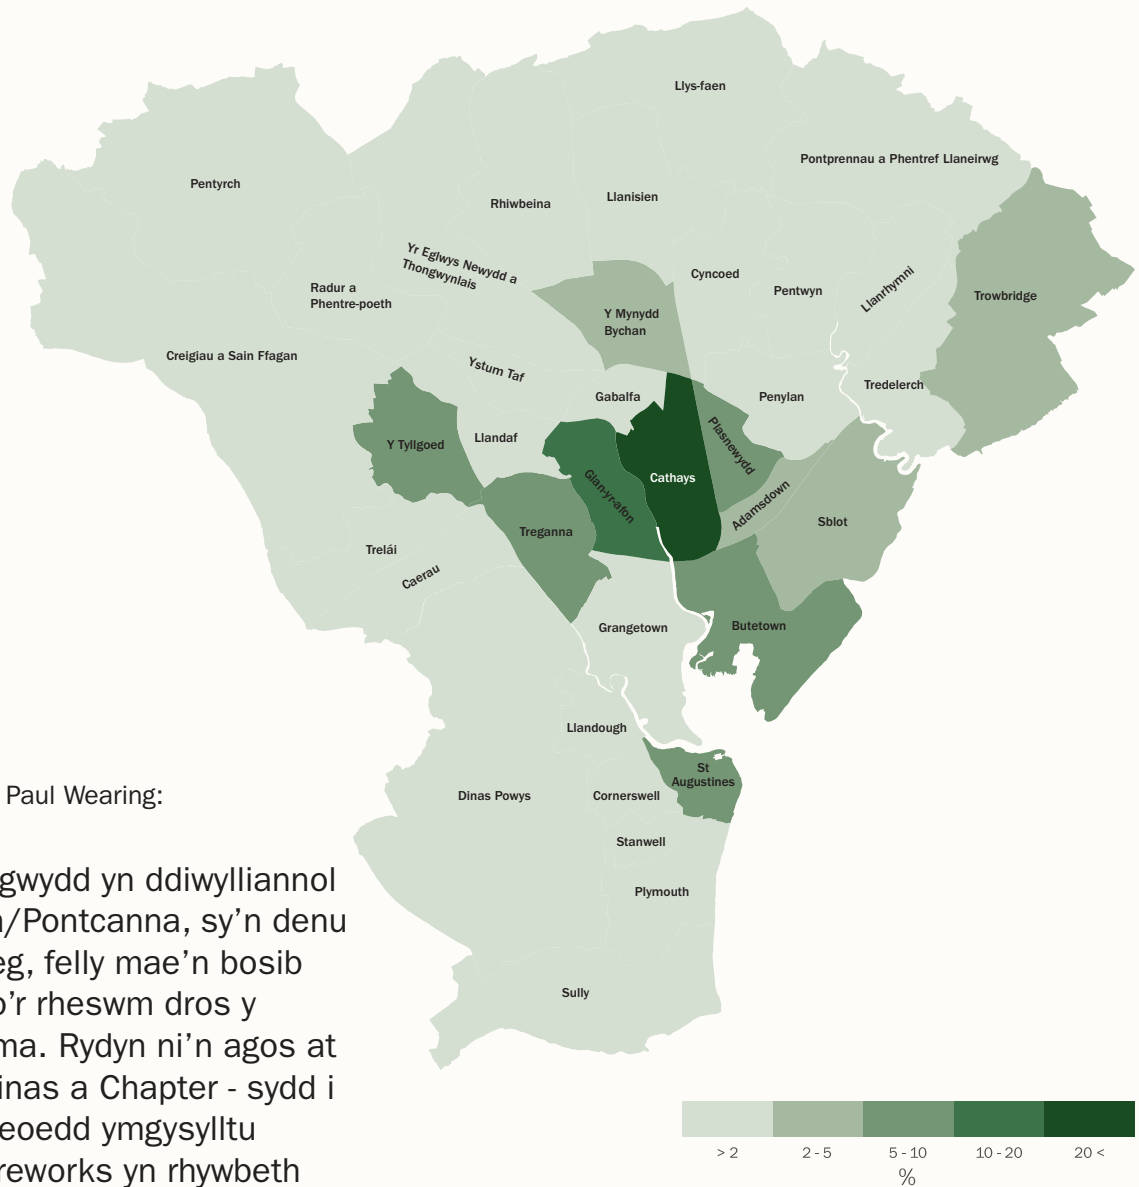 Llys-faen
Pontprennau a Phentref Llaneirwg
Pentyrch
Rhiwbeina
Llanisien
Yr Eglwys Newydd a
Thongwynlais
Cyncoed
Pentwyn
Llanrhymni
Trowbridge
Radur a
Phentre-poeth
Y Mynydd
Bychan
Creigiau a Sain Ffagan
Ystum Taf
Gabalfa
Penylan
Tredelerch
Y Tyllgoed
Llandaf
Plasnewydd
Glan-yr-afon
Cathays
Adamsdown
Sblot
Treganna
Trelái
Caerau
Grangetown
Butetown
Llandough
St
Augustines
Dinas Powys
Cornerswell
Stanwell
Plymouth
Sully
Paul Wearing:
gwydd yn ddiwylliannol
/Pontcanna, sy’n denu
eg, felly mae’n bosib
o’r rheswm dros y
ma. Rydyn ni’n agos at
inas a Chapter - sydd i
eoedd ymgysylltu
reworks yn rhywbeth
> 2
2 - 5
5 - 10
10 - 20
20 <
%